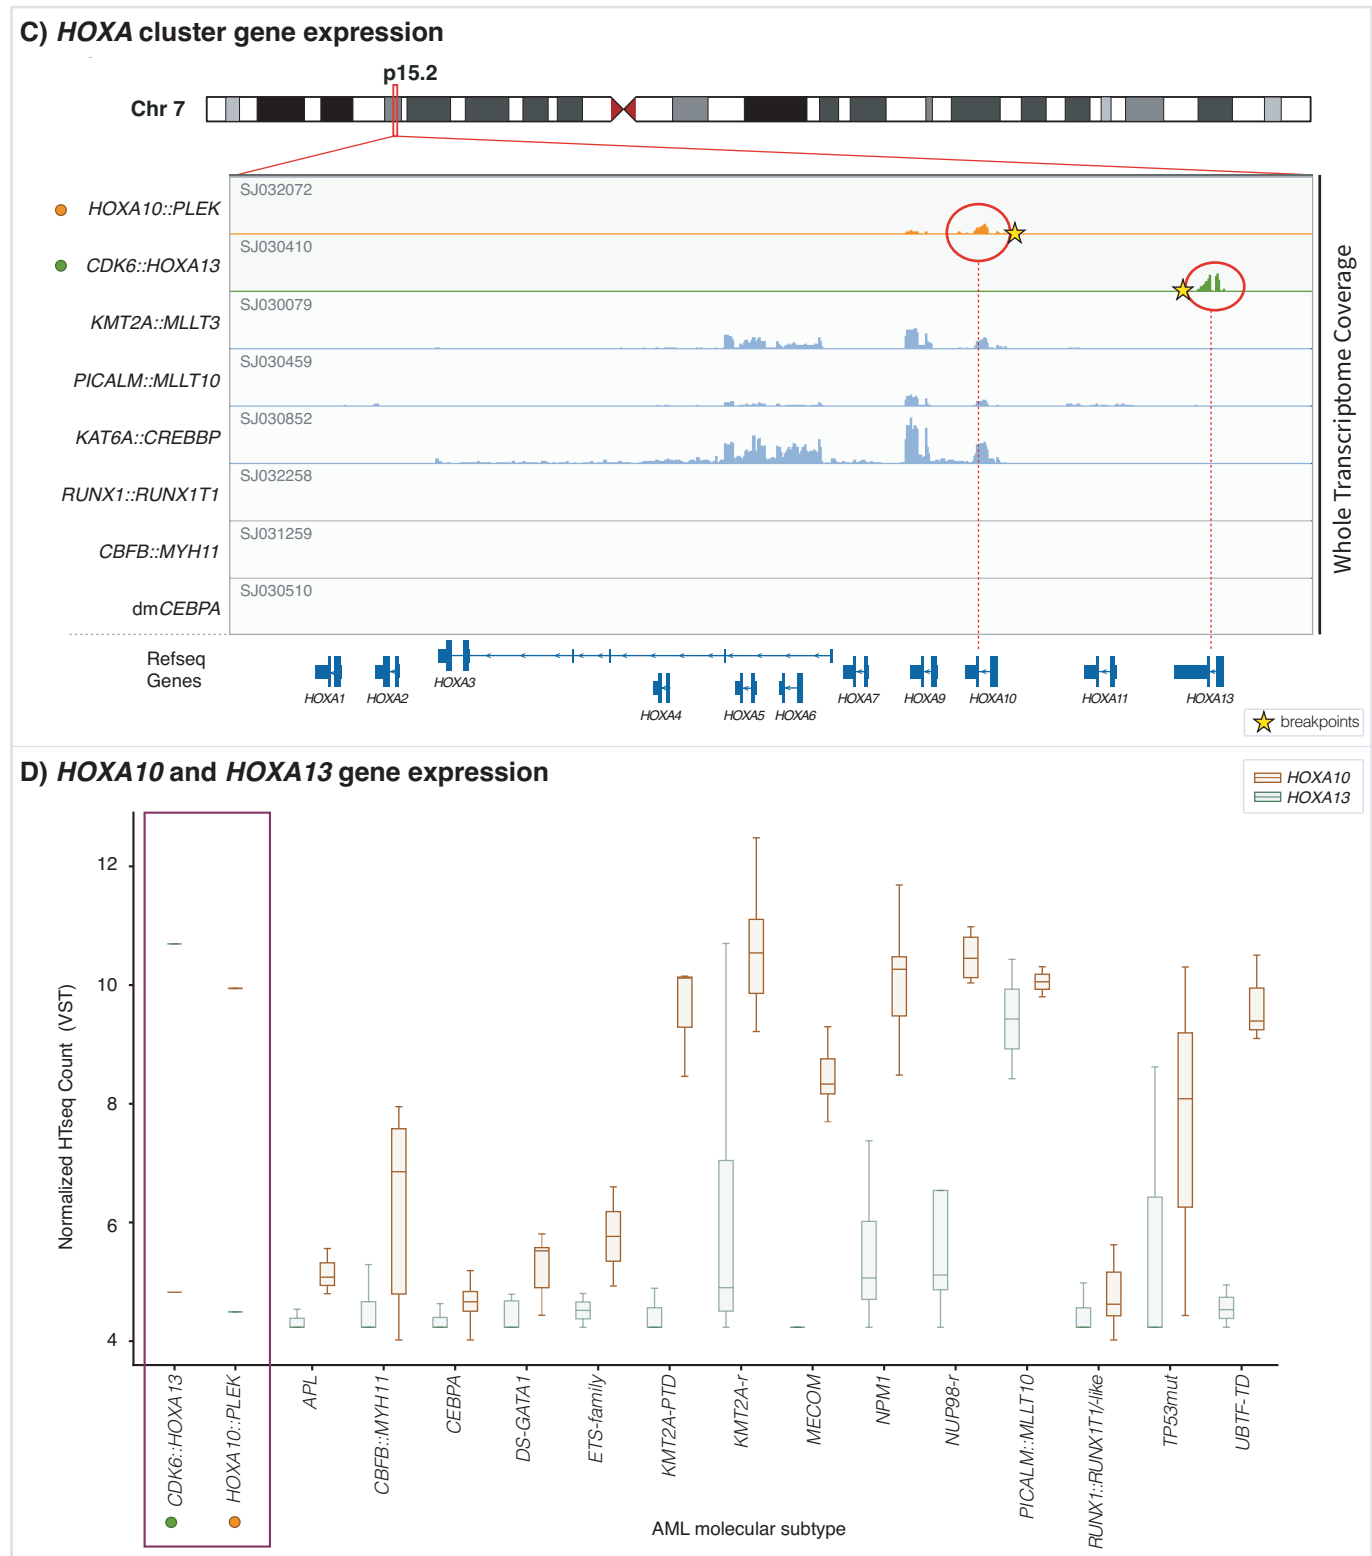 C) HOXA cluster gene expression
p15.2
Chr 7
HOXA10::PLEK
SJ032072
CDK6::HOXA13
SJ030410
KMT2A::MLLT3
SJ030079
PICALM::MLLT10
SJ030459
KAT6A::CREBBP
SJ030852
RUNX1::RUNX1T1
SJ032258
CBFB::MYH11
SJ031259
dmCEBPA
SJ030510
Whole Transcriptome Coverage
Refseq
Genes
HOXA1
HOXA2
HOXA3
HOXA4
HOXA5
HOXA6
HOXA7
HOXA9
HOXA10
HOXA11
HOXA13
breakpoints
D) HOXA10 and HOXA13 gene expression
HOXA10
HOXA13
Normalized HTseq Count (VST)
12
10
8
6
4
CDK6::HOXA13
HOXA10::PLEK
APL
CBFB::MYH11
CEBPA
DS-GATA1
ETS-family
KMT2A-PTD
KMT2A-r
MECOM
NPM1
NUP98-r
PICALM::MLLT10
RUNX1::RUNX1T1/-like
TP53mut
UBTF-TD
AML molecular subtype